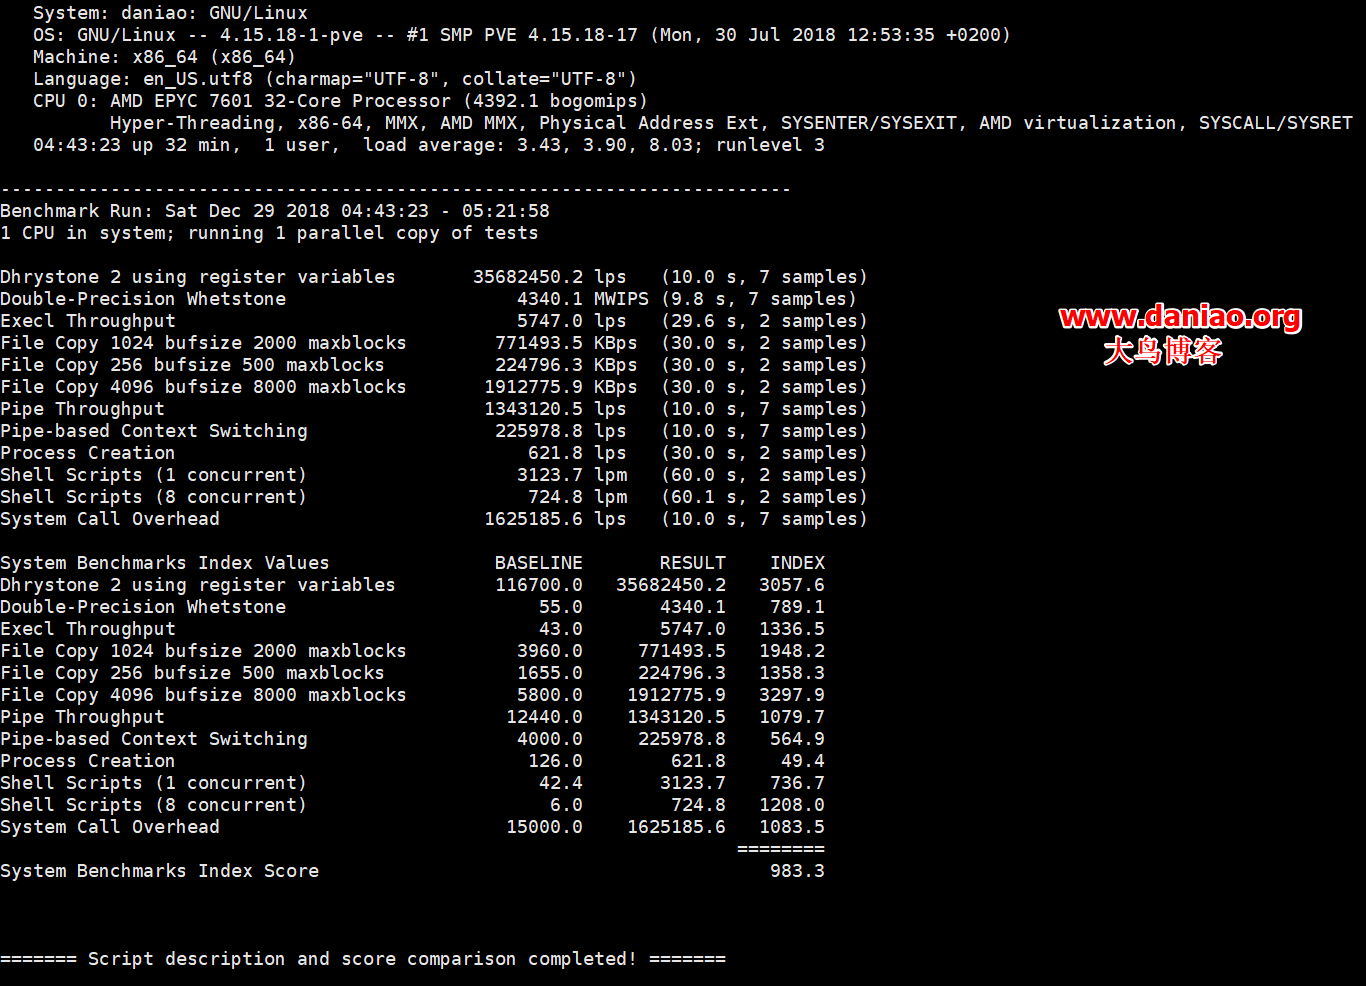 System: daniao: GNU/Linux
OS: GNU/Linux -- 4.15.18-1-pve -- #1 SMP PVE 4.15.18-17 (Mon, 30 Jul 2018 12:53:35 +0200)
Machine: x86_64 (x86_64)
Language: en_US.utf8 (charmap="UTF-8", collate="UTF-8")
CPU 0: AMD EPYC 7601 32-Core Processor (4392.1 bogomips)
Hyper-Threading, x86-64, MMX, AMD MMX, Physical Address Ext, SYSENTER/SYSEXIT, AMD virtualization, SYSCALL/SYSRET
04:43:23 up 32 min,  1 user,  load average: 3.43, 3.90, 8.03; runlevel 3
------------------------------------------------------------------------
Benchmark Run: Sat Dec 29 2018 04:43:23 - 05:21:58
1 CPU in system; running 1 parallel copy of tests
Dhrystone 2 using register variables       35682450.2 lps   (10.0 s, 7 samples)
Double-Precision Whetstone                     4340.1 MWIPS (9.8 s, 7 samples)
Execl Throughput                               5747.0 lps   (29.6 s, 2 samples)
File Copy 1024 bufsize 2000 maxblocks        771493.5 KBps  (30.0 s, 2 samples)
File Copy 256 bufsize 500 maxblocks          224796.3 KBps  (30.0 s, 2 samples)
File Copy 4096 bufsize 8000 maxblocks       1912775.9 KBps  (30.0 s, 2 samples)
Pipe Throughput                             1343120.5 lps   (10.0 s, 7 samples)
Pipe-based Context Switching                 225978.8 lps   (10.0 s, 7 samples)
Process Creation                                621.8 lps   (30.0 s, 2 samples)
Shell Scripts (1 concurrent)                   3123.7 lpm   (60.0 s, 2 samples)
Shell Scripts (8 concurrent)                    724.8 lpm   (60.1 s, 2 samples)
System Call Overhead                        1625185.6 lps   (10.0 s, 7 samples)
www.daniao.org
大鸟博客
System Benchmarks Index Values               BASELINE       RESULT    INDEX
Dhrystone 2 using register variables         116700.0   35682450.2   3057.6
Double-Precision Whetstone                       55.0       4340.1    789.1
Execl Throughput                                 43.0       5747.0   1336.5
File Copy 1024 bufsize 2000 maxblocks          3960.0     771493.5   1948.2
File Copy 256 bufsize 500 maxblocks            1655.0     224796.3   1358.3
File Copy 4096 bufsize 8000 maxblocks          5800.0    1912775.9   3297.9
Pipe Throughput                               12440.0    1343120.5   1079.7
Pipe-based Context Switching                   4000.0     225978.8    564.9
Process Creation                                126.0        621.8     49.4
Shell Scripts (1 concurrent)                     42.4       3123.7    736.7
Shell Scripts (8 concurrent)                      6.0        724.8   1208.0
System Call Overhead                          15000.0    1625185.6   1083.5
========
System Benchmarks Index Score                                         983.3
======= Script description and score comparison completed! =======